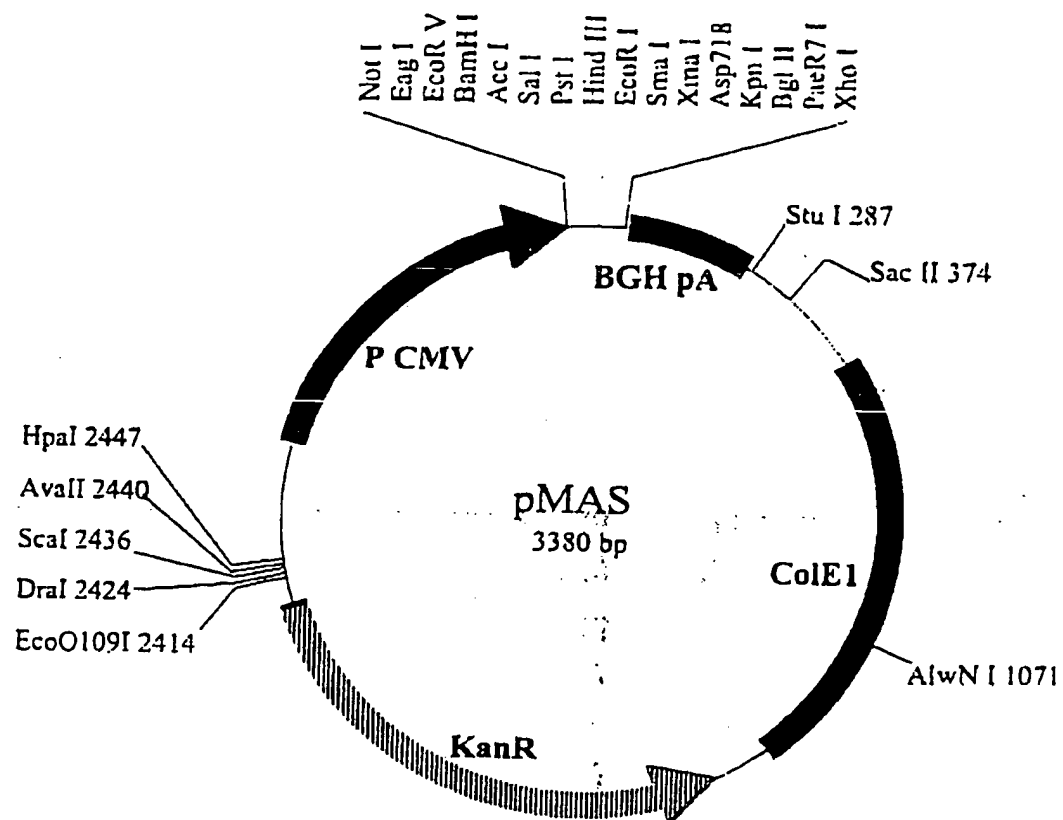 Not I
Eag I
EcoR V
BamH I
Acc I
Sal I
Pst I
Hind III
EcoR I
Sma I
Xma I
Asp718
Kpn I
Bgl II
PaeR7 I
Xho I
Stu I 287
Sac II 374
BGH pA
P CMV
HpaI 2447
AvaII 2440
ScaI 2436
DraI 2424
EcoO109I 2414
pMAS
3380 bp
ColE1
AlwN I 1071
KanR